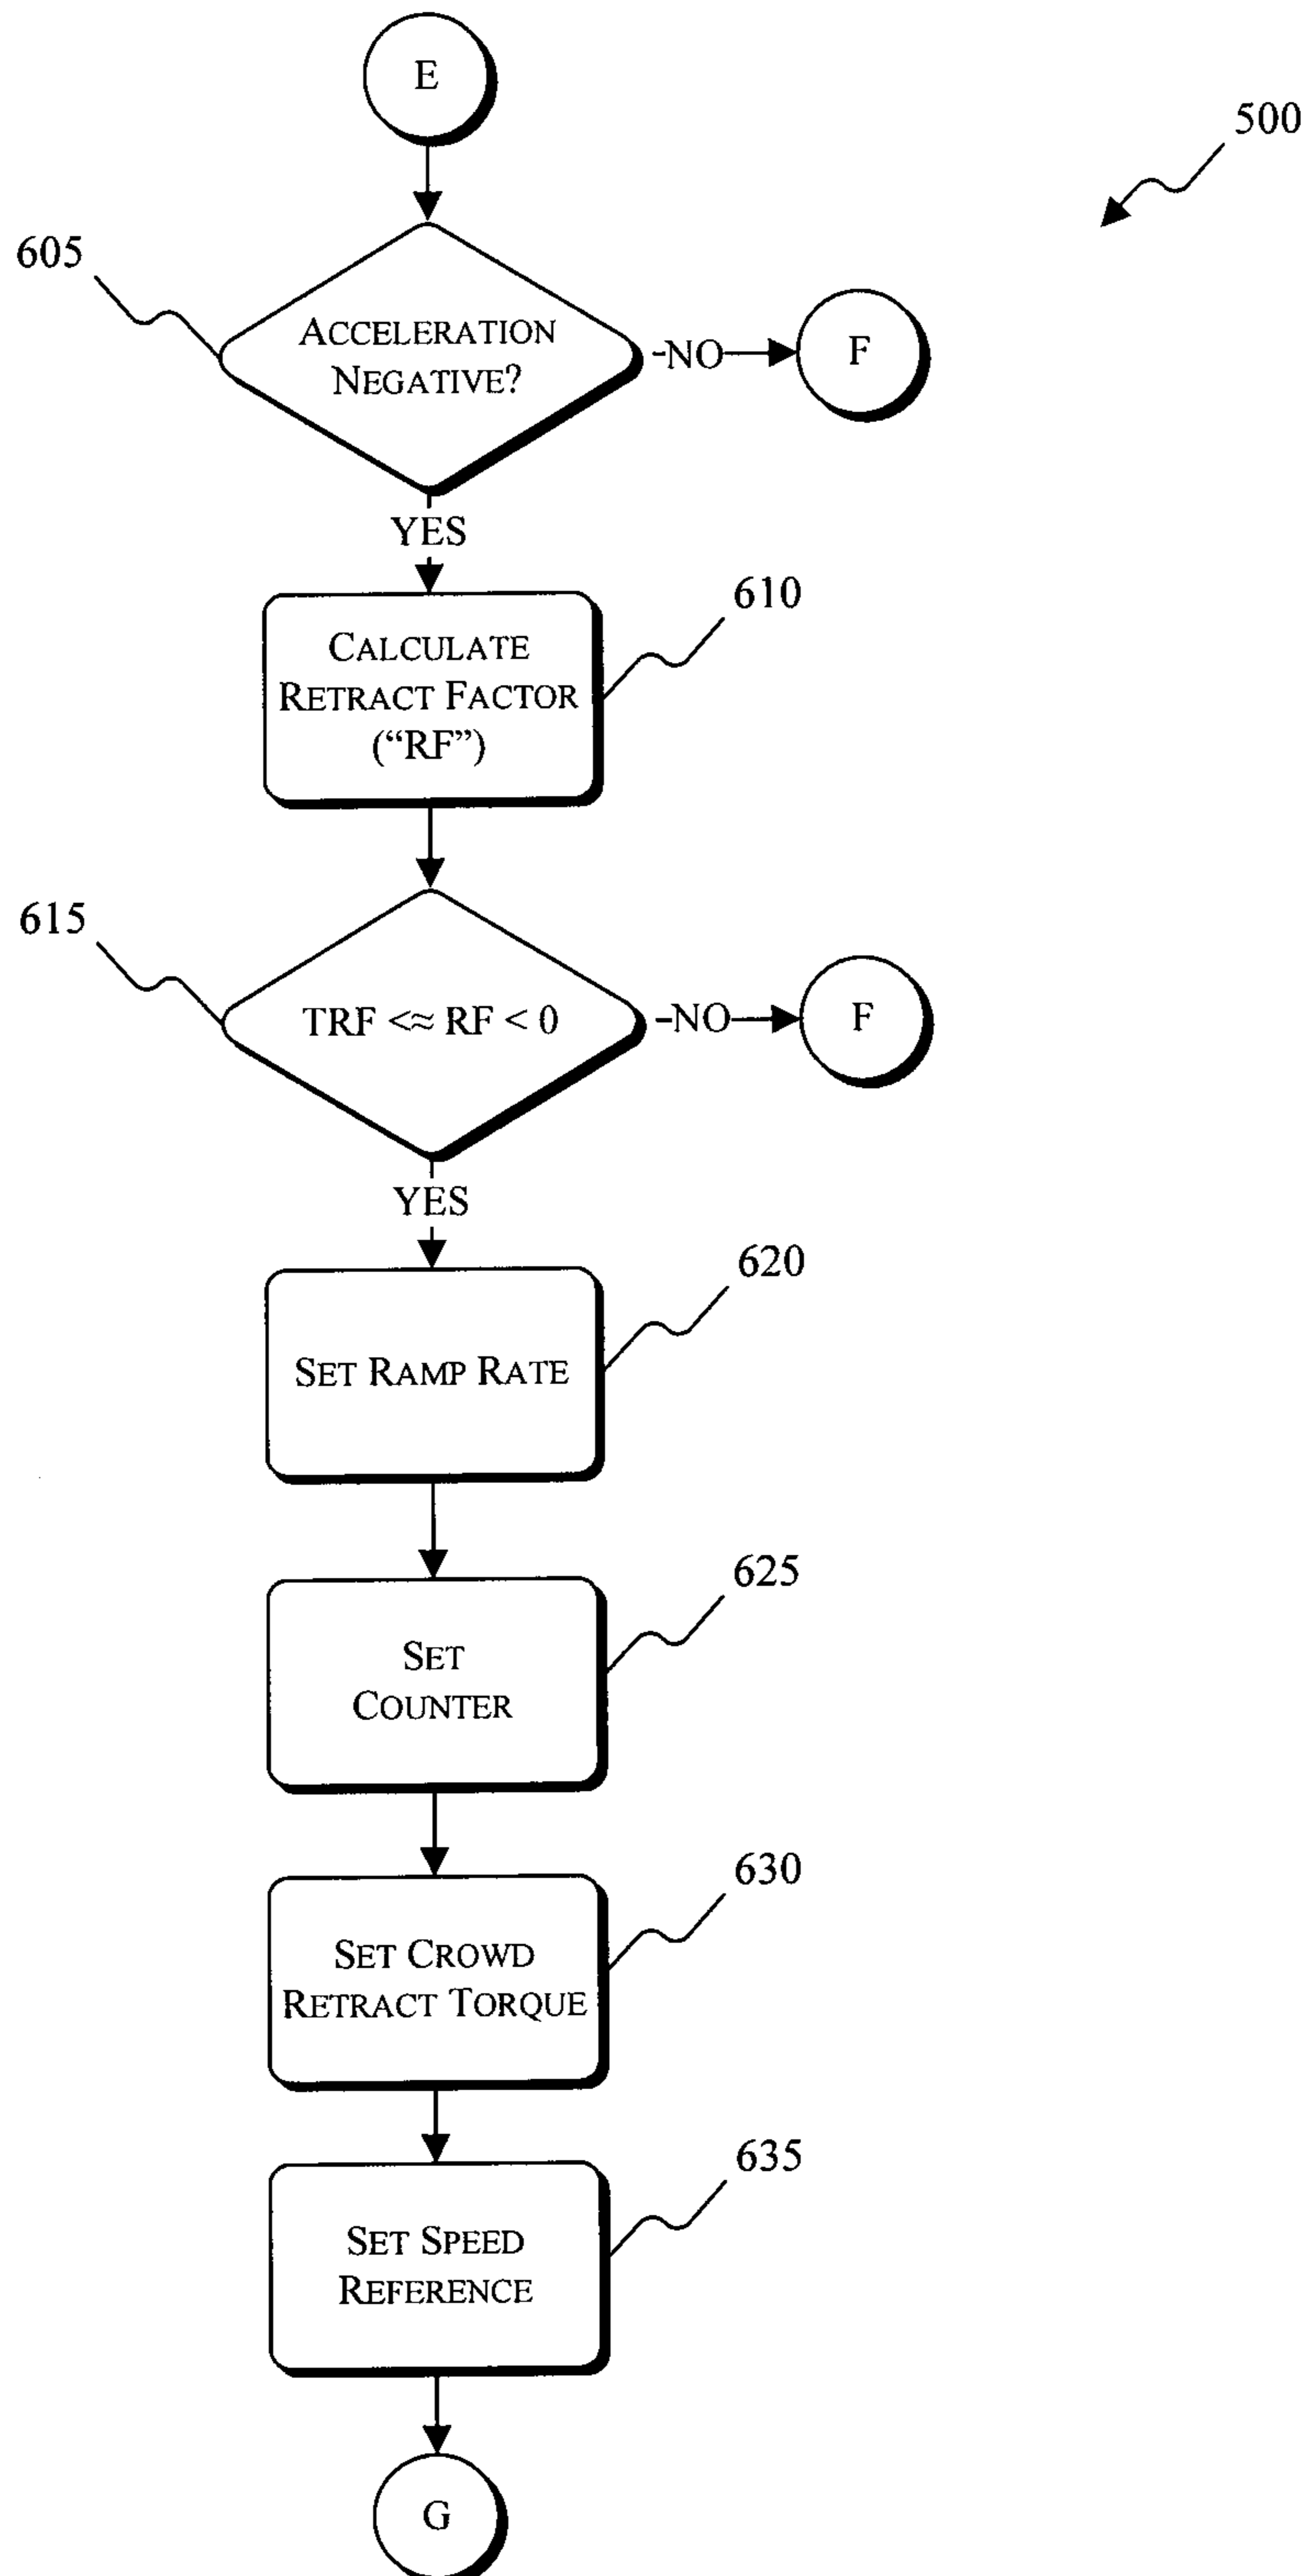 E
500
605
ACCELERATION
NEGATIVE?
-NO
F
YES
610
CALCULATE
RETRACT FACTOR
(“RF”)
615
TRF <≈ RF < 0
-NO
F
YES
620
SET RAMP RATE
625
SET
COUNTER
630
SET CROWD
RETRACT TORQUE
635
SET SPEED
REFERENCE
G